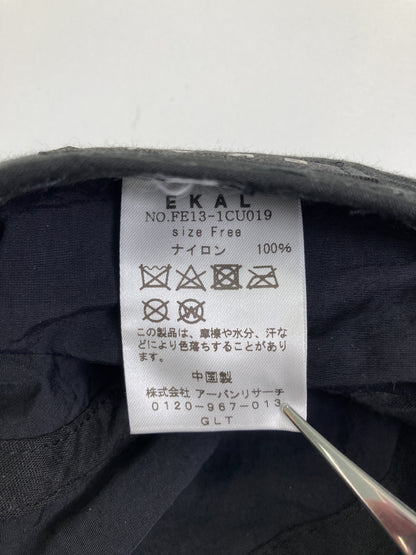 EKAL
NO.FE13-1CU019
size Free
ナイロン 100%
この製品は、摩擦や水分、汗な
どにより色落ちすることがあり
ます。
中国製
株式会社 アーバンリサーチ
0120-967-013
GLT